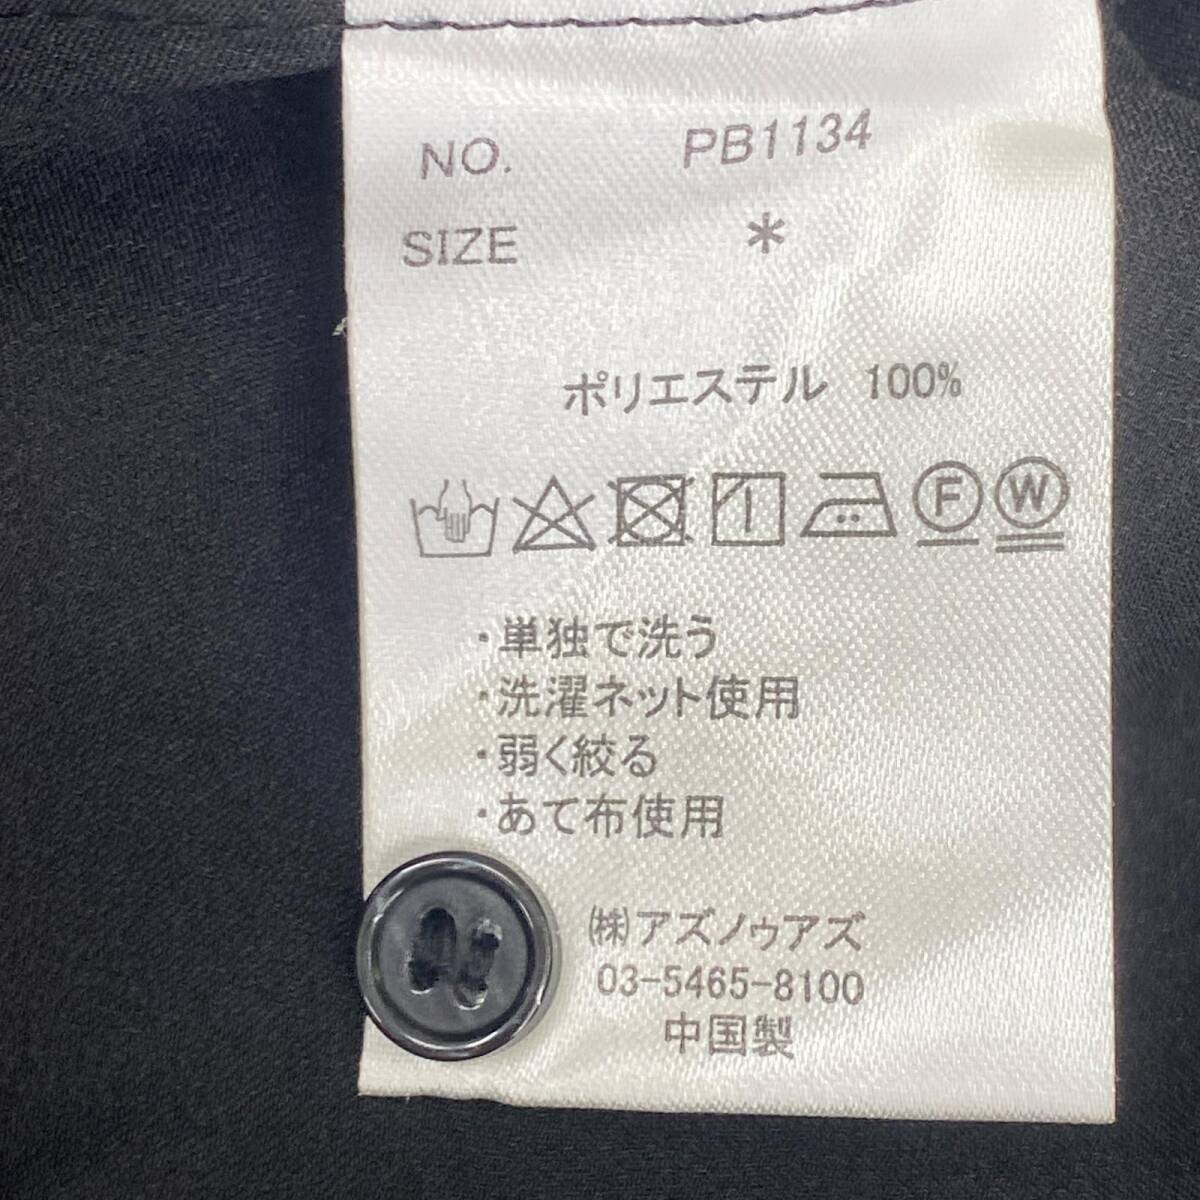 NO. PB1134
SIZE *
ポリエステル 100%
F W
・単独で洗う
・洗濯ネット使用
・弱く絞る
・あて布使用
㈱アズノゥアズ
03-5465-8100
中国製